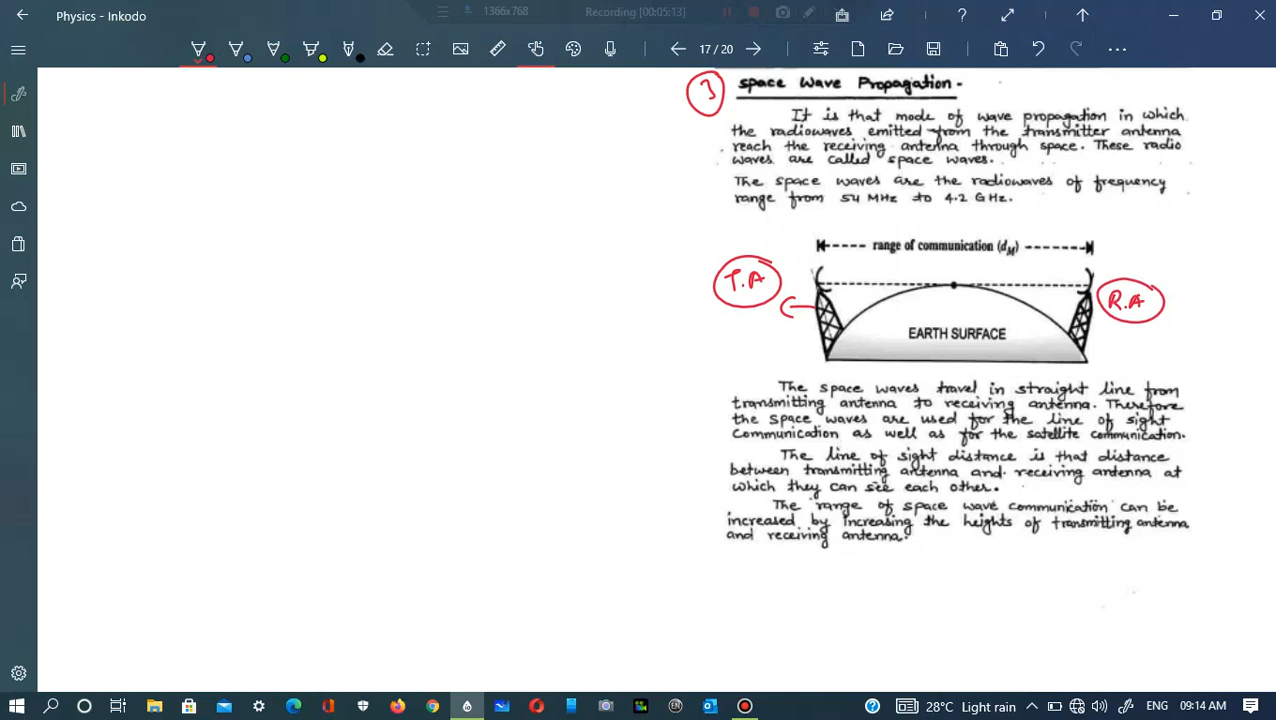 Physics - Inkodo
1366x768
Recording [00:05:13]
17 / 20
3
Space Wave Propagation -
It is that mode of wave propagation in which
the radiowaves emitted from the transmitter antenna
reach the receiving antenna through space. These radio
waves are called space waves.
The space waves are the radiowaves of frequency
range from 54 MHz to 4.2 GHz.
range of communication (dM)
T.A
R.A
EARTH SURFACE
The space waves travel in straight line from
transmitting antenna to receiving antenna. Therefore
the space waves are used for the line of sight
communication as well as for the satellite communication.
The line of sight distance is that distance
between transmitting antenna and receiving antenna at
which they can see each other.
The range of space wave communication can be
increased by increasing the heights of transmitting antenna
and receiving antenna.
28°C Light rain
ENG
09:14 AM